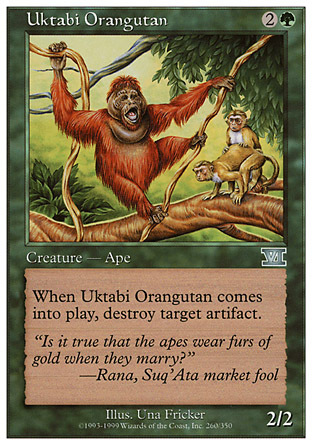 Uktabi Orangutan 2
Creature — Ape
When Uktabi Orangutan comes
into play, destroy target artifact.
“Is it true that the apes wear furs of
gold when they marry?”
—Rana, Suq’Ata market fool
Illus. Una Fricker
©1993-1999 Wizards of the Coast, Inc. 260/350
2/2